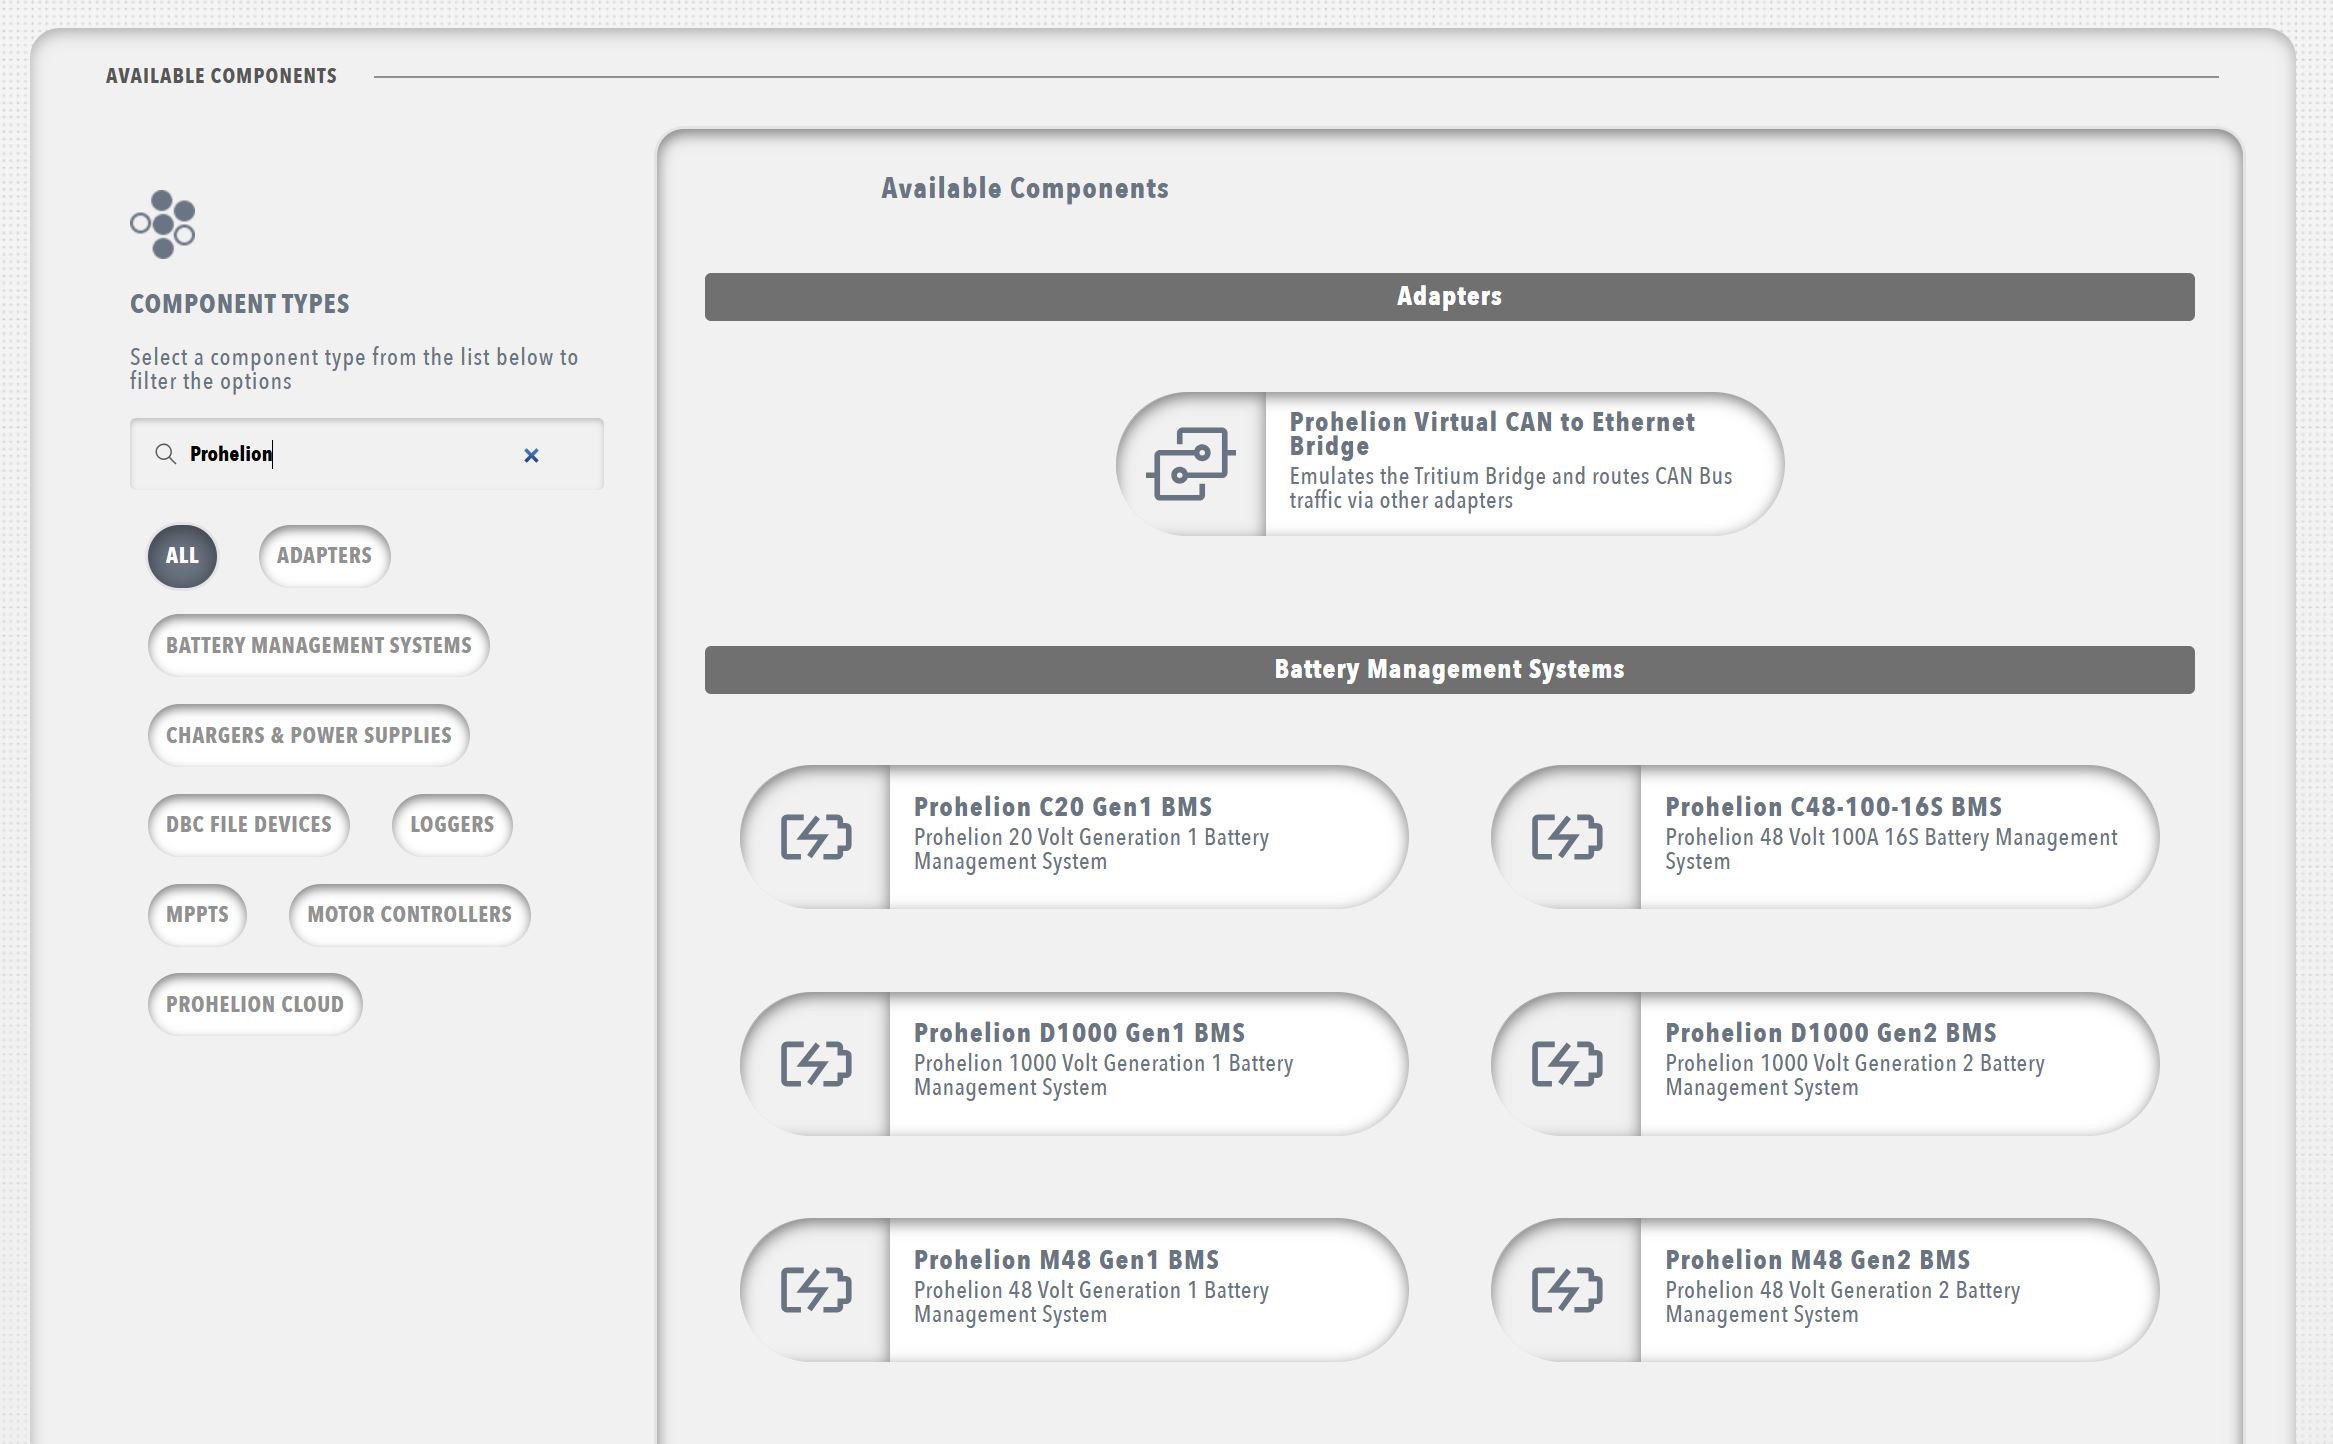 AVAILABLE COMPONENTS
COMPONENT TYPES
Select a component type from the list below to
filter the options
Prohelion
ALL
ADAPTERS
BATTERY MANAGEMENT SYSTEMS
CHARGERS & POWER SUPPLIES
DBC FILE DEVICES
LOGGERS
MPPTS
MOTOR CONTROLLERS
PROHELION CLOUD
Available Components
Adapters
Prohelion Virtual CAN to Ethernet
Bridge
Emulates the Tritium Bridge and routes CAN Bus
traffic via other adapters
Battery Management Systems
Prohelion C20 Gen1 BMS
Prohelion 20 Volt Generation 1 Battery
Management System
Prohelion C48-100-16S BMS
Prohelion 48 Volt 100A 16S Battery Management
System
Prohelion D1000 Gen1 BMS
Prohelion 1000 Volt Generation 1 Battery
Management System
Prohelion D1000 Gen2 BMS
Prohelion 1000 Volt Generation 2 Battery
Management System
Prohelion M48 Gen1 BMS
Prohelion 48 Volt Generation 1 Battery
Management System
Prohelion M48 Gen2 BMS
Prohelion 48 Volt Generation 2 Battery
Management System